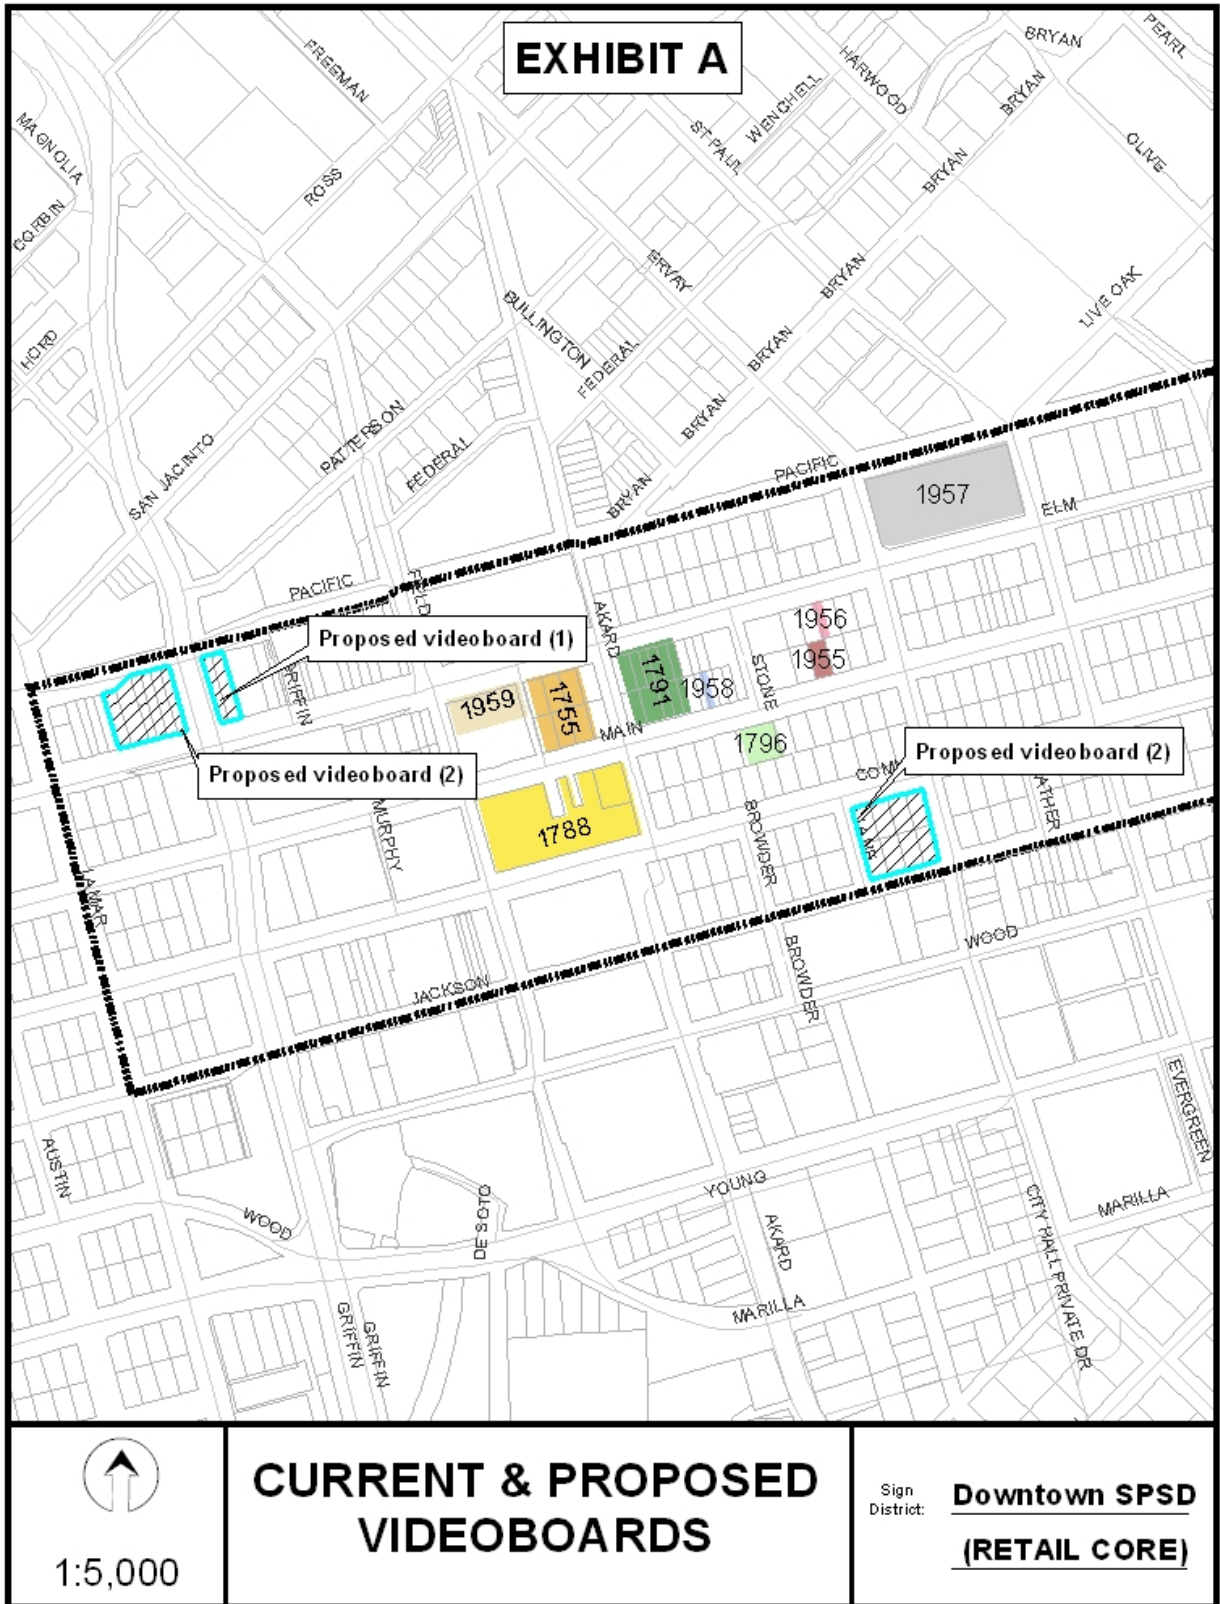 EXHIBIT A
BRYAN
PEARL
FREEMAN
HARWOOD
WENCHELL
BRYAN
MAGNOLIA
ST PAUL
OLIVE
ROSS
BRYAN
CORBIN
ERVAY
BRYAN
LIVE OAK
BULLINGTON
HORD
FEDERAL
BRYAN
PATTERSON
BRYAN
SAN JACINTO
FEDERAL
PACIFIC
BRYAN
1957
ELM
PACIFIC
AKARD
1956
Proposed videoboard (1)
1955
STONE
1791
1958
1959
1755
MAIN
1796
Proposed videoboard (2)
Proposed videoboard (2)
MURPHY
1788
BROWDER
LAMAR
WOOD
BROWDER
JACKSON
EVERGREEN
AUSTIN
YOUNG
MARILLA
WOOD
DESOTO
AKARD
CITY HALL PRIVATE DR
MARILLA
GRIFFIN
GRIFFIN
1:5,000
CURRENT & PROPOSED
VIDEOBOARDS
Sign
District:
Downtown SPSD
(RETAIL CORE)